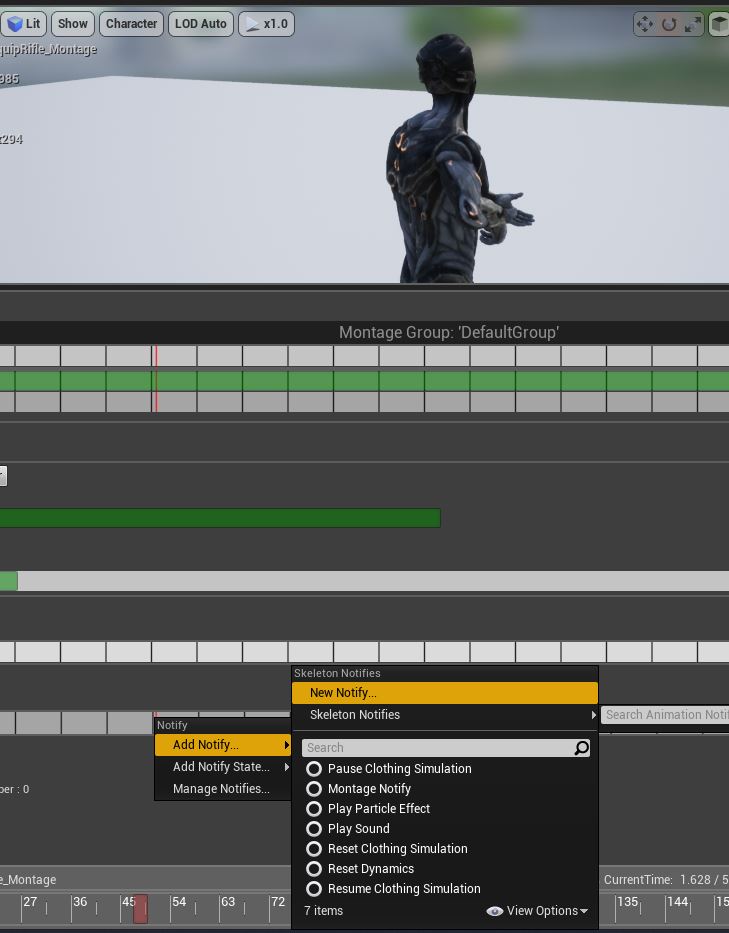 Lit Show Character LOD Auto x1.0
quipRifle_Montage
985
294
Montage Group: 'DefaultGroup'
Skeleton Notifies
New Notify...
Skeleton Notifies
Search Animation Notif
Notify
Add Notify...
Add Notify State...
Manage Notifies...
Search
Pause Clothing Simulation
Montage Notify
Play Particle Effect
Play Sound
Reset Clothing Simulation
Reset Dynamics
Resume Clothing Simulation
7 items
View Options
ber : 0
e_Montage
CurrentTime: 1.628 / 5
27 36 45 54 63 72 135 144 15